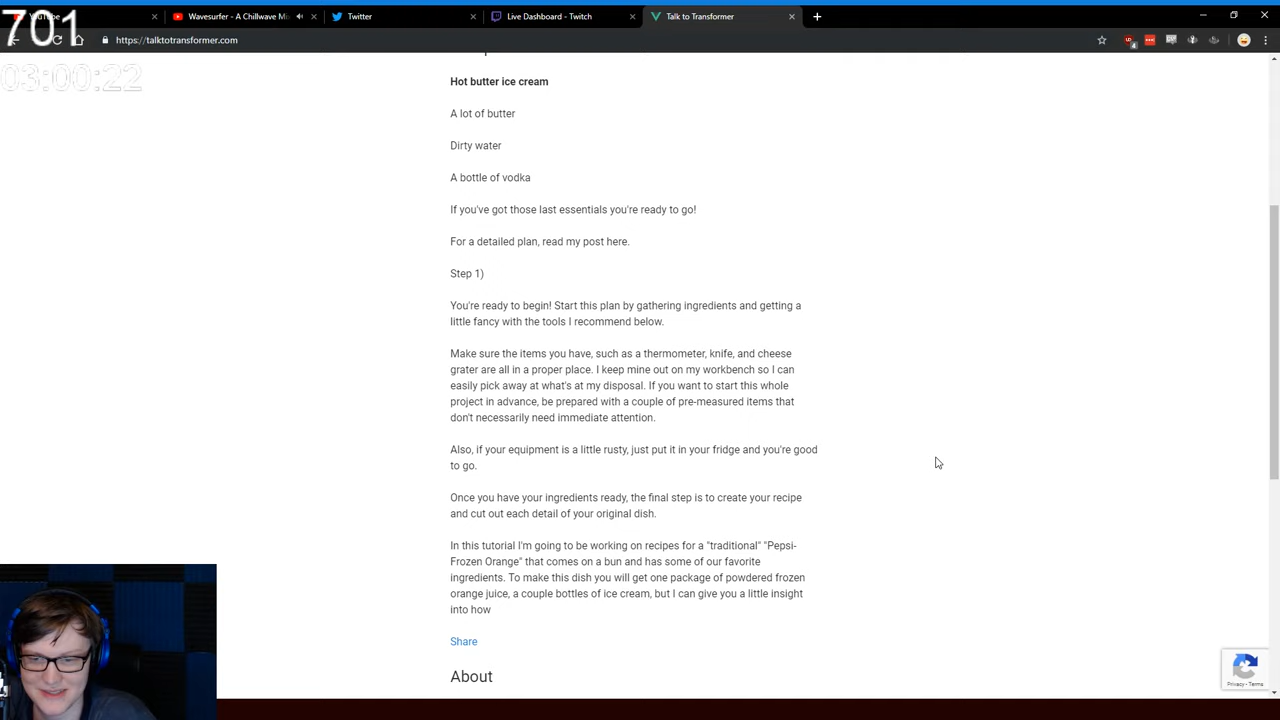 701
03:00:22
YouTube
Wavesurfer - A Chillwave Mi
Twitter
Live Dashboard - Twitch
Talk to Transformer
https://talktotransformer.com
4
Hot butter ice cream
A lot of butter
Dirty water
A bottle of vodka
If you've got those last essentials you're ready to go!
For a detailed plan, read my post here.
Step 1)
You're ready to begin! Start this plan by gathering ingredients and getting a
little fancy with the tools I recommend below.
Make sure the items you have, such as a thermometer, knife, and cheese
grater are all in a proper place. I keep mine out on my workbench so I can
easily pick away at what's at my disposal. If you want to start this whole
project in advance, be prepared with a couple of pre-measured items that
don't necessarily need immediate attention.
Also, if your equipment is a little rusty, just put it in your fridge and you're good
to go.
Once you have your ingredients ready, the final step is to create your recipe
and cut out each detail of your original dish.
In this tutorial I'm going to be working on recipes for a "traditional" "Pepsi-
Frozen Orange" that comes on a bun and has some of our favorite
ingredients. To make this dish you will get one package of powdered frozen
orange juice, a couple bottles of ice cream, but I can give you a little insight
into how
Share
About
Privacy - Terms